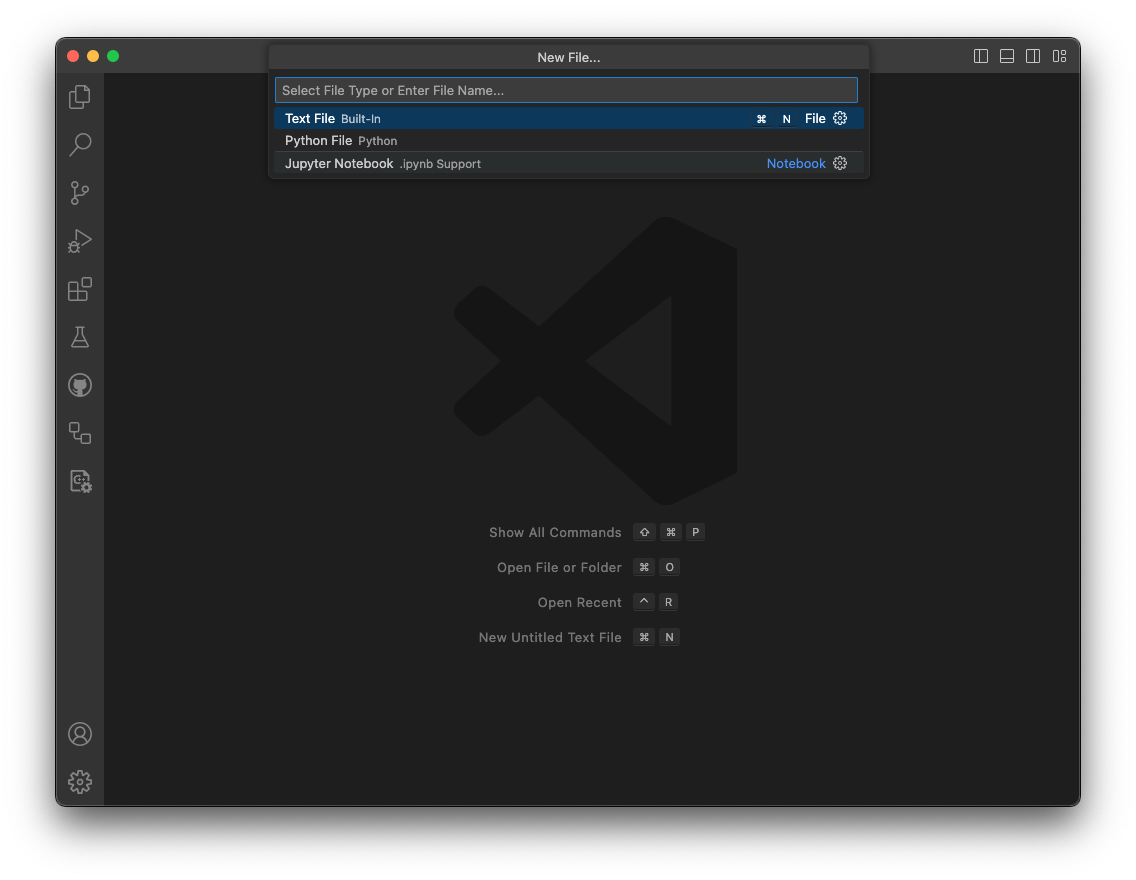 New File...
Select File Type or Enter File Name...
Text File Built-In ⌘ N File
Python File Python
Jupyter Notebook .ipynb Support Notebook
Show All Commands ⇧ ⌘ P
Open File or Folder ⌘ O
Open Recent ^ R
New Untitled Text File ⌘ N